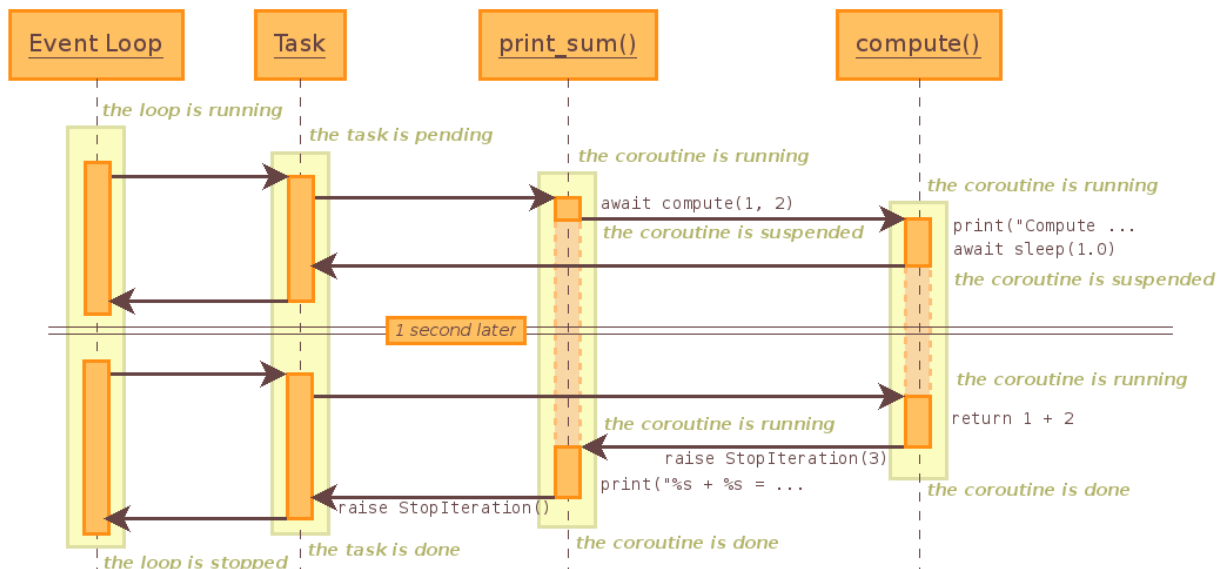 Event Loop
Task
print_sum()
compute()
the loop is running
the task is pending
the coroutine is running
the coroutine is running
await compute(1, 2)
print("Compute ...
the coroutine is suspended
await sleep(1.0)
the coroutine is suspended
1 second later
the coroutine is running
return 1 + 2
the coroutine is running
raise StopIteration(3)
print("%s + %s = ...
the coroutine is done
raise StopIteration()
the coroutine is done
the task is done
the loop is stopped